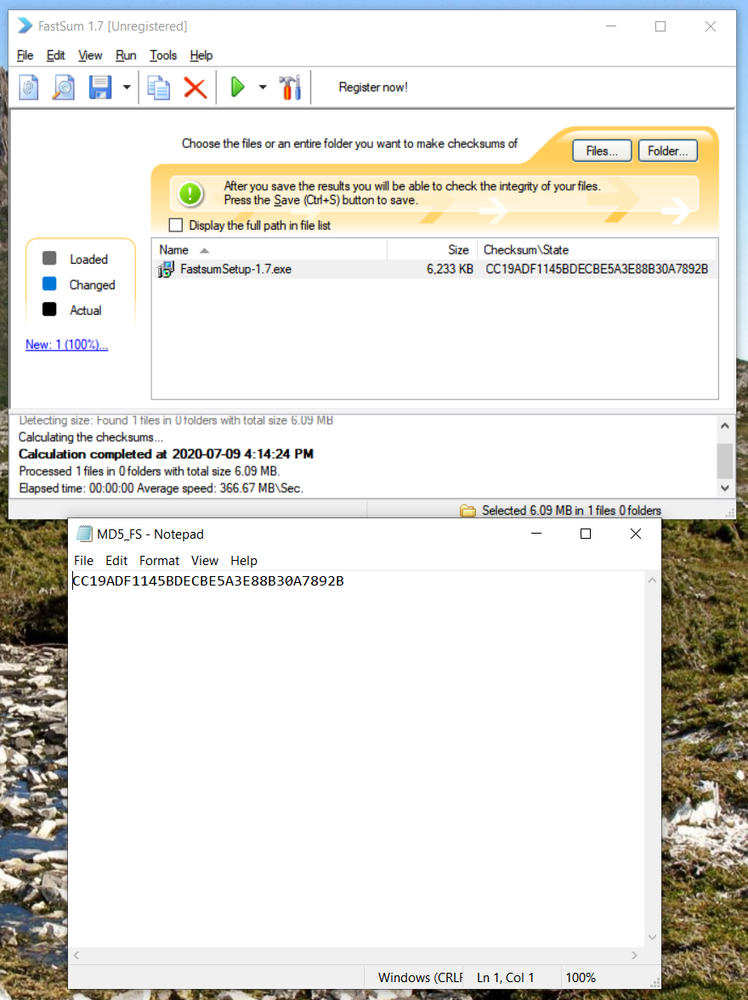 FastSum 1.7 [Unregistered]
File Edit View Run Tools Help
Register now!
Choose the files or an entire folder you want to make checksums of
Files... Folder...
After you save the results you will be able to check the integrity of your files.
Press the Save (Ctrl+S) button to save.
Display the full path in file list
Name Size Checksum\State
FastsumSetup-1.7.exe 6,233 KB CC19ADF1145BDECBE5A3E88B30A7892B
Loaded
Changed
Actual
New: 1 (100%)...
Detecting size: Found 1 files in 0 folders with total size 6.09 MB
Calculating the checksums...
Calculation completed at 2020-07-09 4:14:24 PM
Processed 1 files in 0 folders with total size 6.09 MB.
Elapsed time: 00:00:00 Average speed: 366.67 MB\Sec.
Selected 6.09 MB in 1 files 0 folders
MD5_FS - Notepad
File Edit Format View Help
CC19ADF1145BDECBE5A3E88B30A7892B
Windows (CRLF Ln 1, Col 1 100%